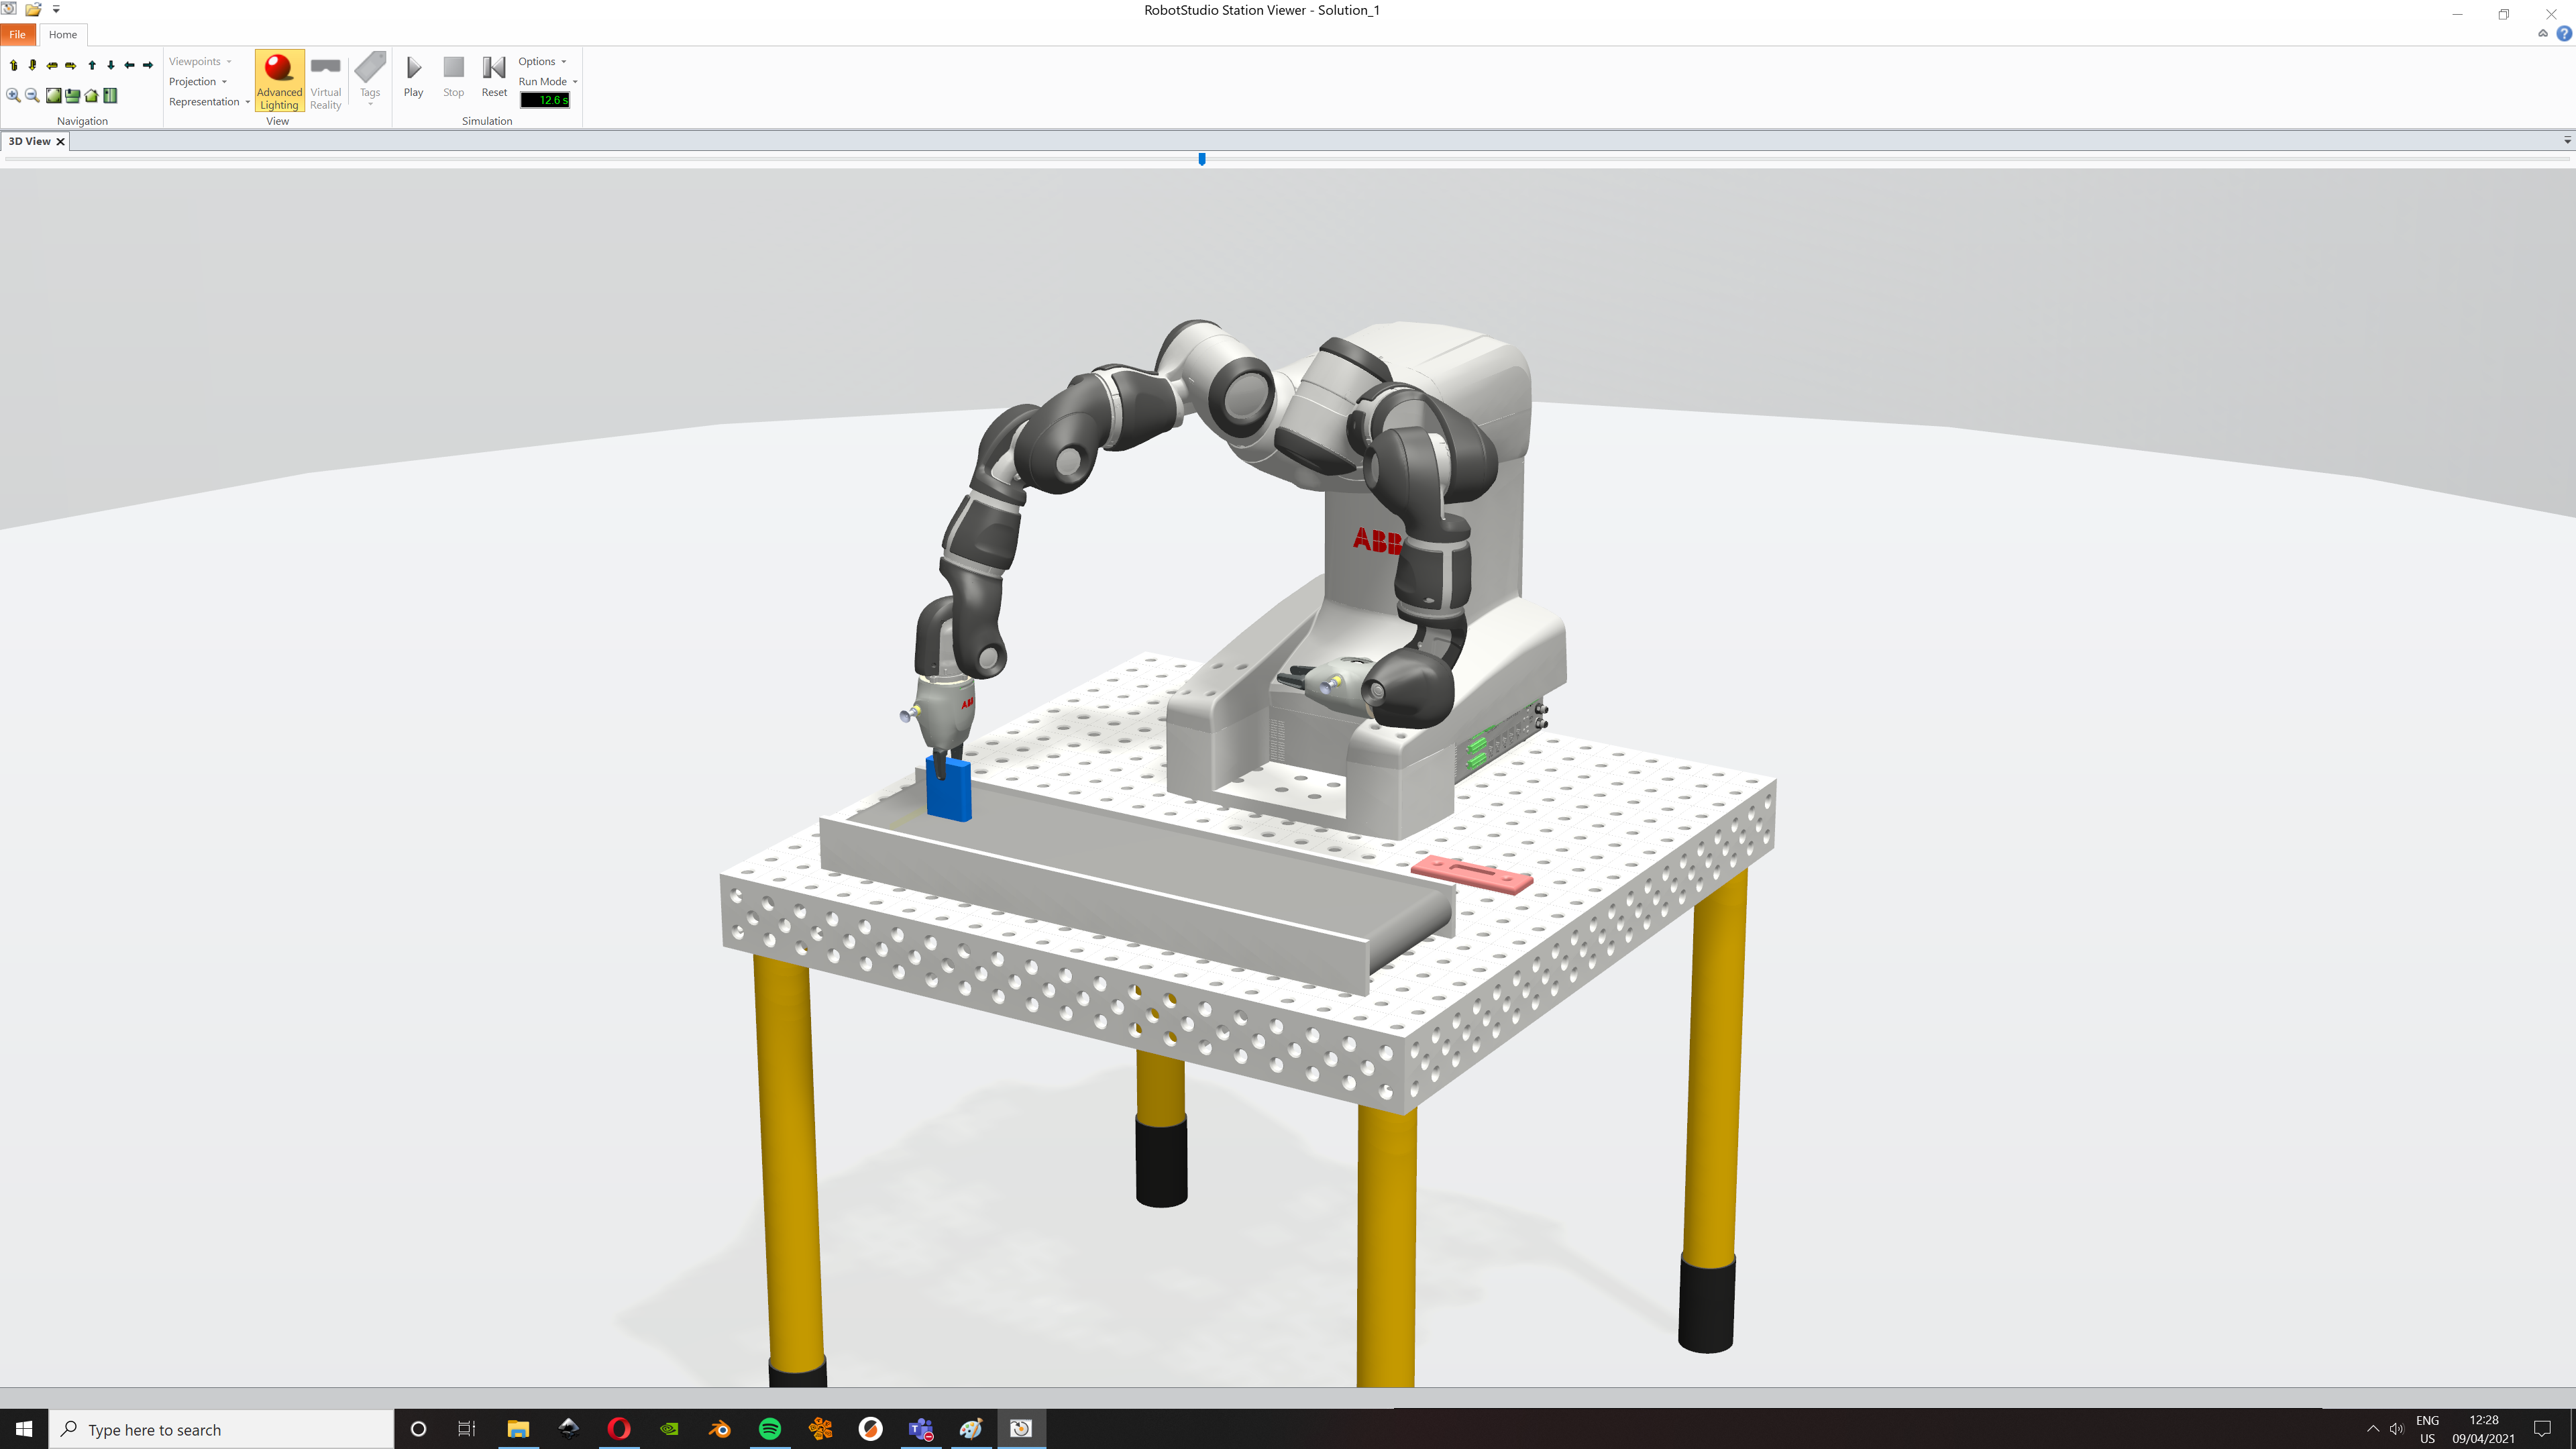 RobotStudio Station Viewer - Solution_1
File
Home
Viewpoints
Projection
Representation
Advanced
Lighting
Virtual
Reality
Tags
Play
Stop
Reset
Options
Run Mode
12.6 s
Navigation
View
Simulation
3D View
ABB
AB
Type here to search
ENG
US
12:28
09/04/2021